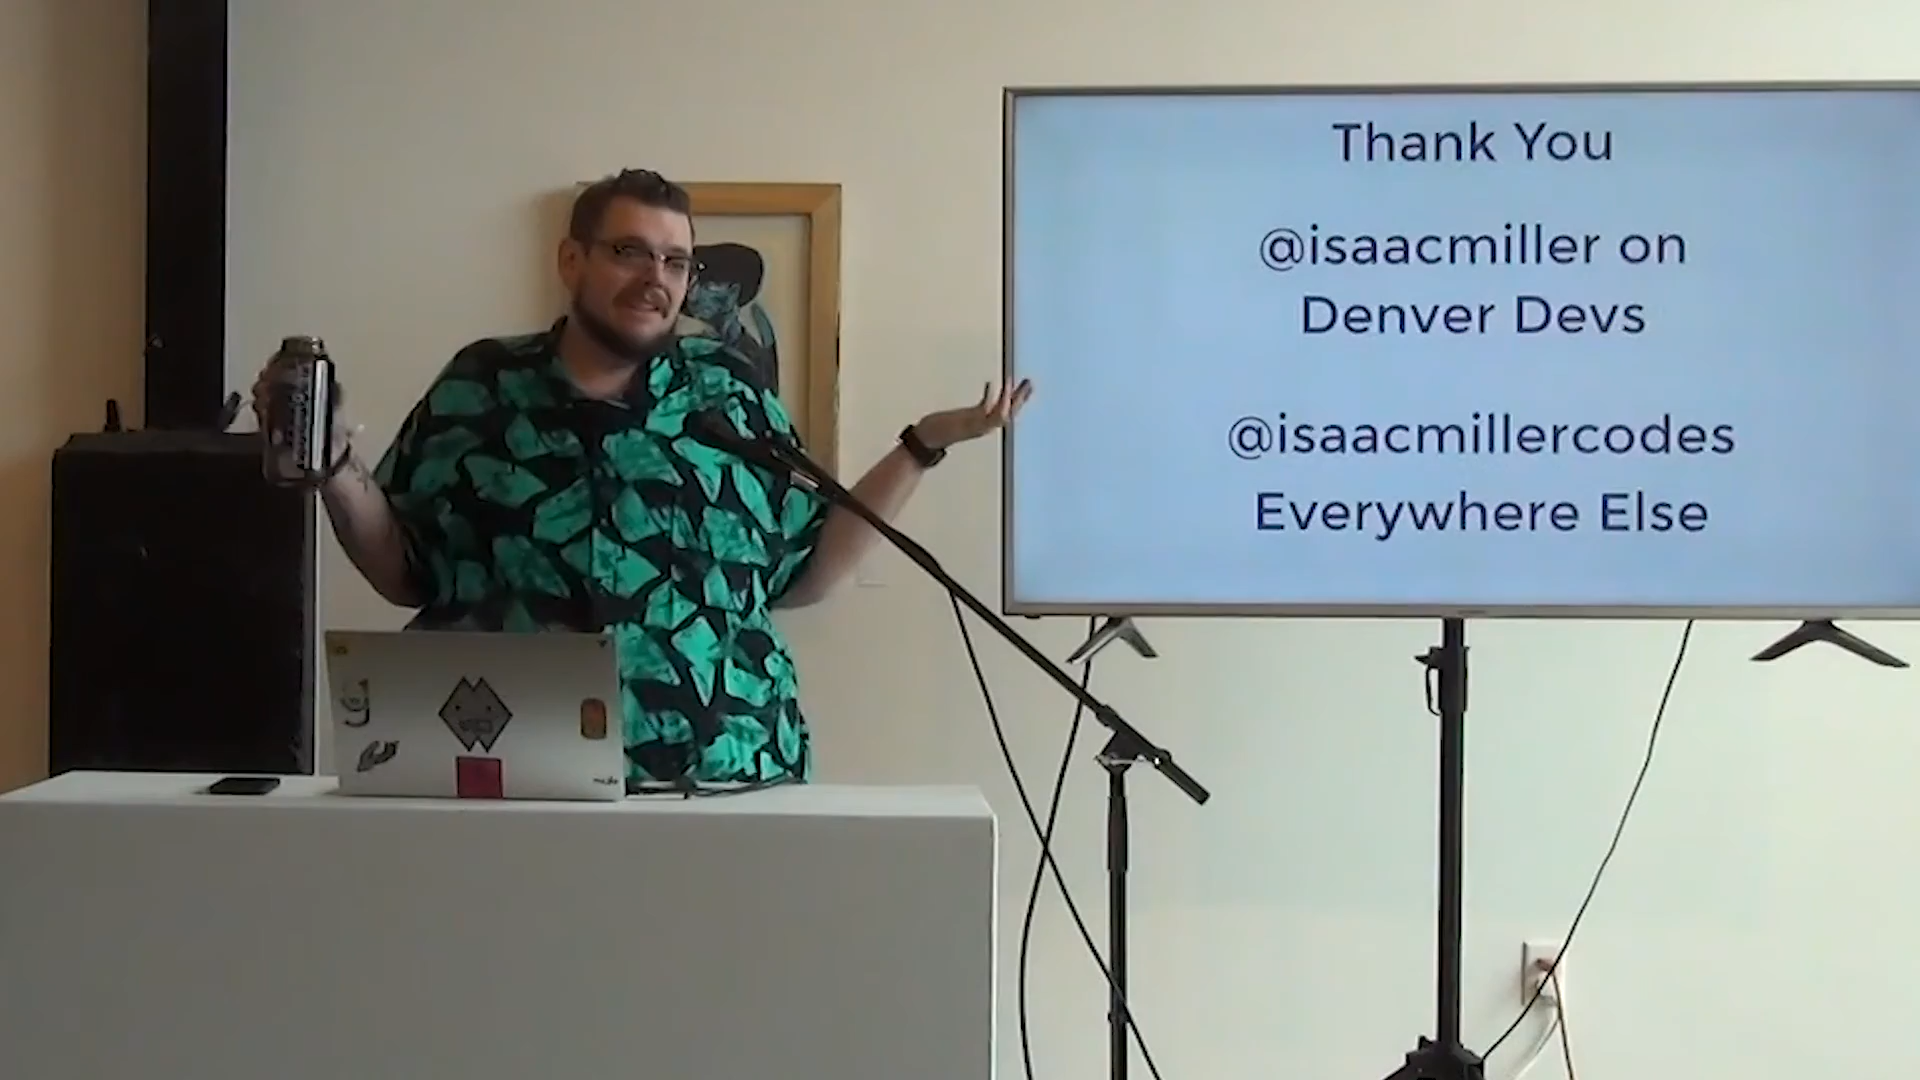 Thank You
@isaacmiller on
Denver Devs
@isaacmillercodes
Everywhere Else